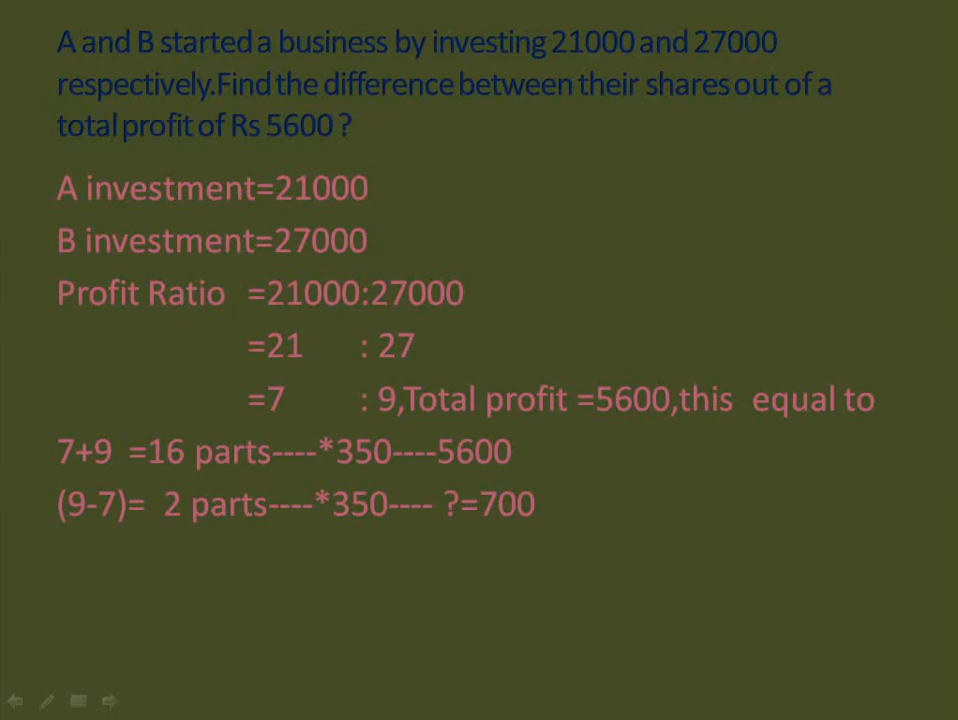 A and B started a business by investing 21000 and 27000
respectively.Find the difference between their shares out of a
total profit of Rs 5600 ?
A investment=21000
B investment=27000
Profit Ratio =21000:27000
=21 : 27
=7 : 9,Total profit =5600,this equal to
7+9 =16 parts----*350----5600
(9-7)= 2 parts----*350---- ?=700